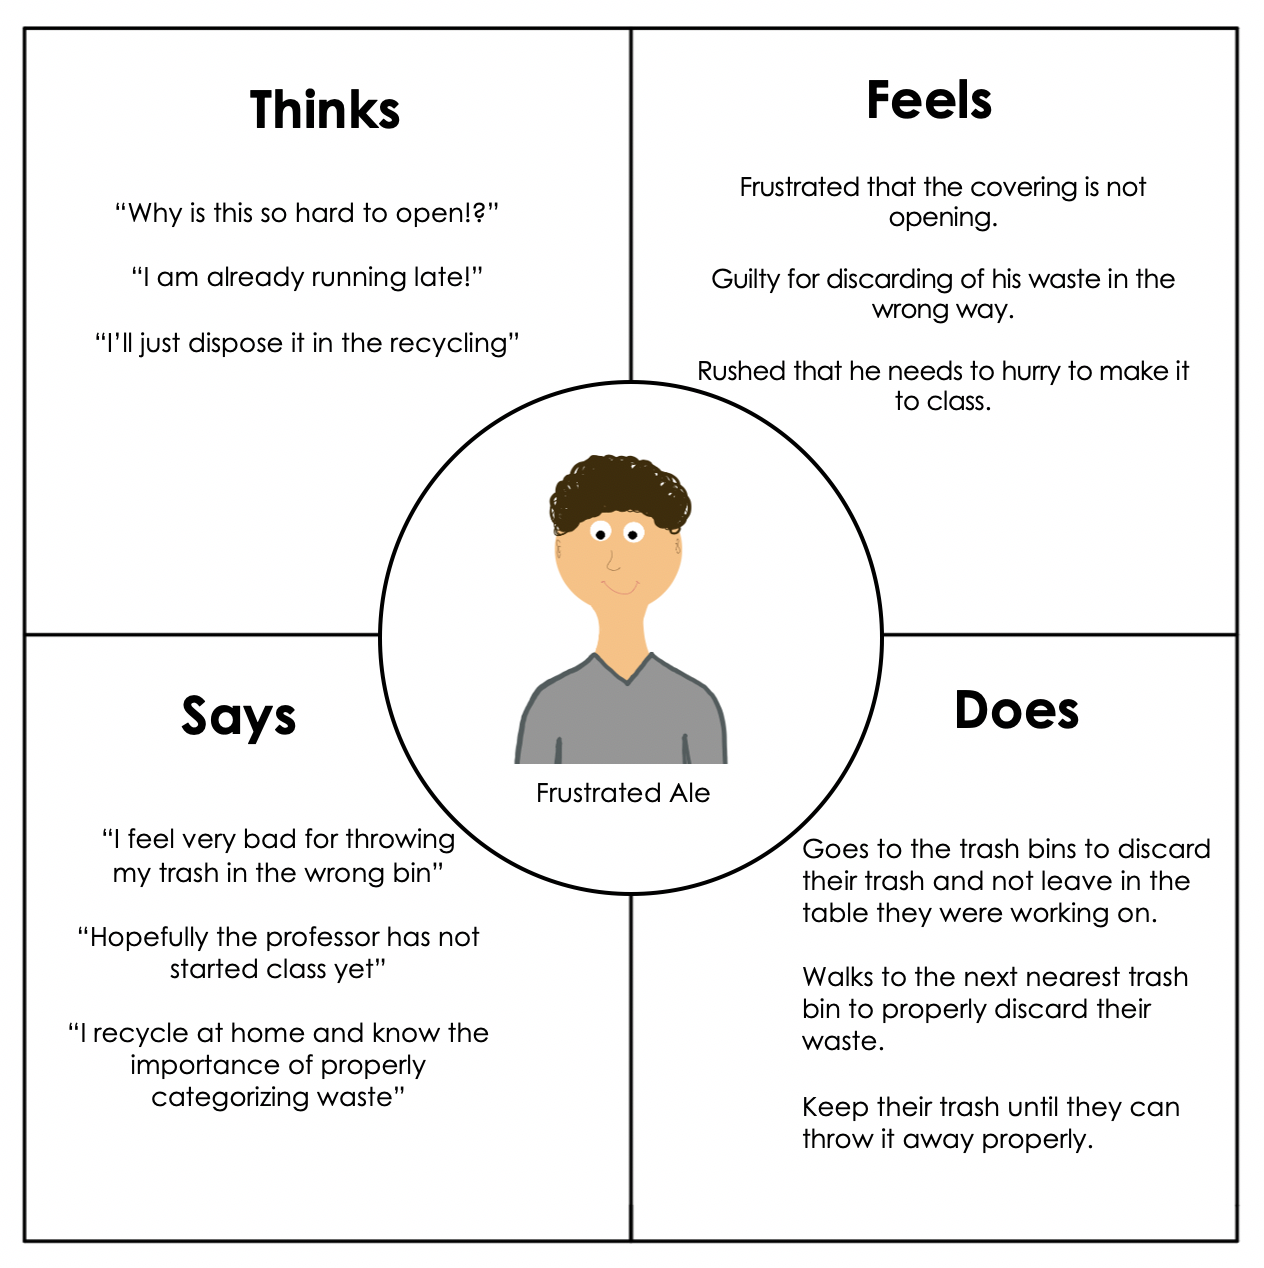 Thinks
“Why is this so hard to open!?”
“I am already running late!”
“I’ll just dispose it in the recycling”
Feels
Frustrated that the covering is not
opening.
Guilty for discarding of his waste in the
wrong way.
Rushed that he needs to hurry to make it
to class.
Frustrated Ale
Says
“I feel very bad for throwing
my trash in the wrong bin”
“Hopefully the professor has not
started class yet”
“I recycle at home and know the
importance of properly
categorizing waste”
Does
Goes to the trash bins to discard
their trash and not leave in the
table they were working on.
Walks to the next nearest trash
bin to properly discard their
waste.
Keep their trash until they can
throw it away properly.